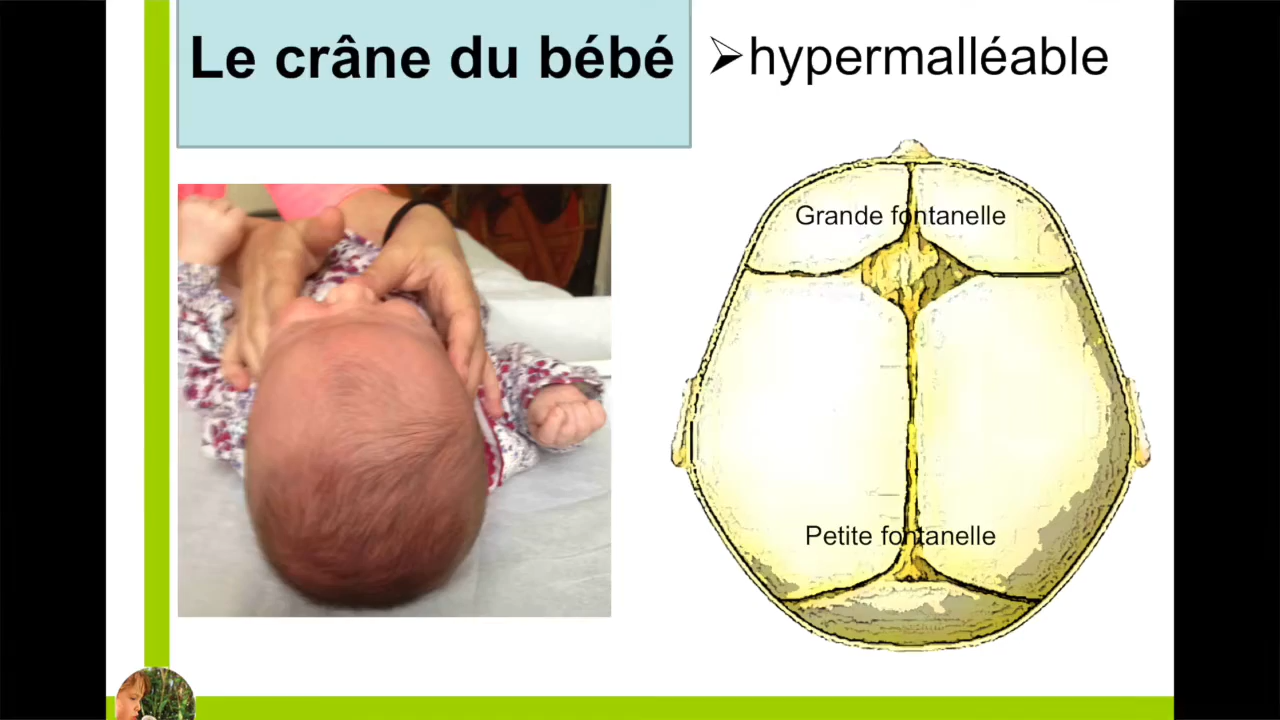 Le crâne du bébé
➢hypermalléable
Grande fontanelle
Petite fontanelle